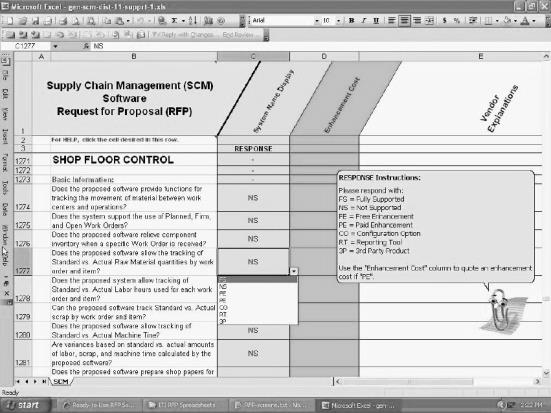 Microsoft Excel - gen-scm-dist-11-supprt-1.xls
Arial
10
B I U
$ %
Reply with Changes... End Review...
C1277
NS
A B C D E
Supply Chain Management (SCM)
Software
Request for Proposal (RFP)
System Name Display
Enhancement Cost
Vendor
Explanations
1
2 For HELP, click the cell desired in this row.
3 RESPONSE
1271 SHOP FLOOR CONTROL -
1272 -
1273 Basic Information: -
Does the proposed software provide functions for
tracking the movement of material between work
1274 centers and operations? NS
Does the system support the use of Planned, Firm,
1275 and Open Work Orders? NS
Does the proposed software relieve component
1276 inventory when a specific Work Order is received? NS
Does the proposed software allow the tracking of
Standard vs. Actual Raw Material quantities by work
1277 order and item? NS
Does the proposed system allow tracking of
Standard vs. Actual Labor hours used for each work
1278 order and item?
Can the proposed software track Standard vs. Actual
1279 scrap by work order and item?
Does the proposed software allow tracking of
1280 Standard vs. Actual Machine Time? NS
Are variances based on standard vs. actual amounts
of labor, scrap, and machine time calculated by the
1281 proposed software? NS
Does the proposed software prepare shop papers for
FS
NS
FE
PE
CO
RT
3P
RESPONSE Instructions:
Please respond with:
FS = Fully Supported
NS = Not Supported
FE = Free Enhancement
PE = Paid Enhancement
CO = Configuration Option
RT = Reporting Tool
3P = 3rd Party Product
Use the "Enhancement Cost" column to quote an enhancement
cost if "PE".
File Edit View Insert Format Tools Data Window Help
SCM
Ready
start
Ready-to-Use RFP So...
RFP Spreadsheets
Microsoft Excel - gen-...
2:22 PM